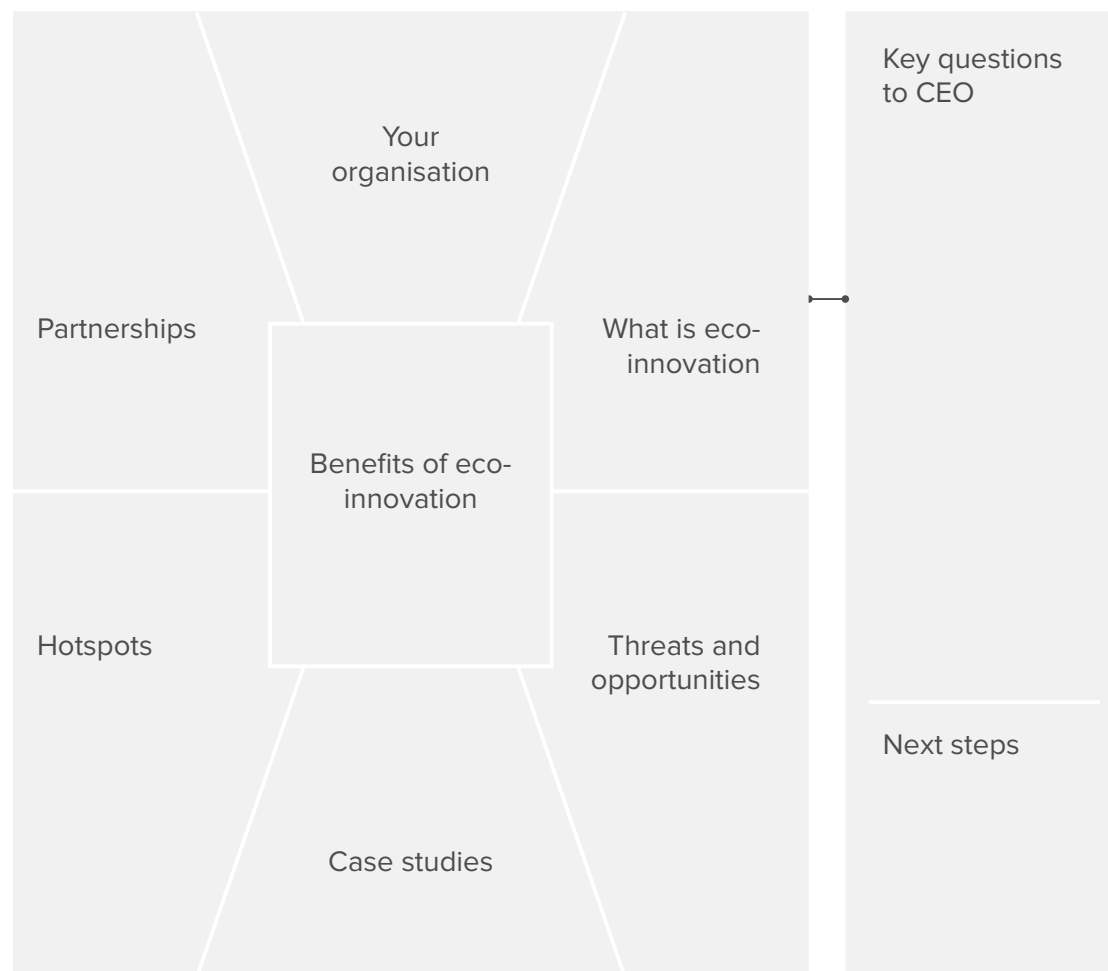 Your
organisation
Partnerships
What is eco-
innovation
Benefits of eco-
innovation
Hotspots
Threats and
opportunities
Case studies
Key questions
to CEO
Next steps